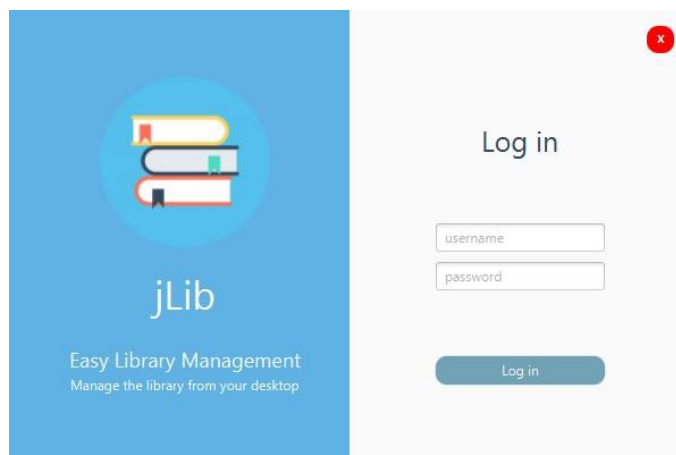 jLib
Easy Library Management
Manage the library from your desktop
x
Log in
username
password
Log in